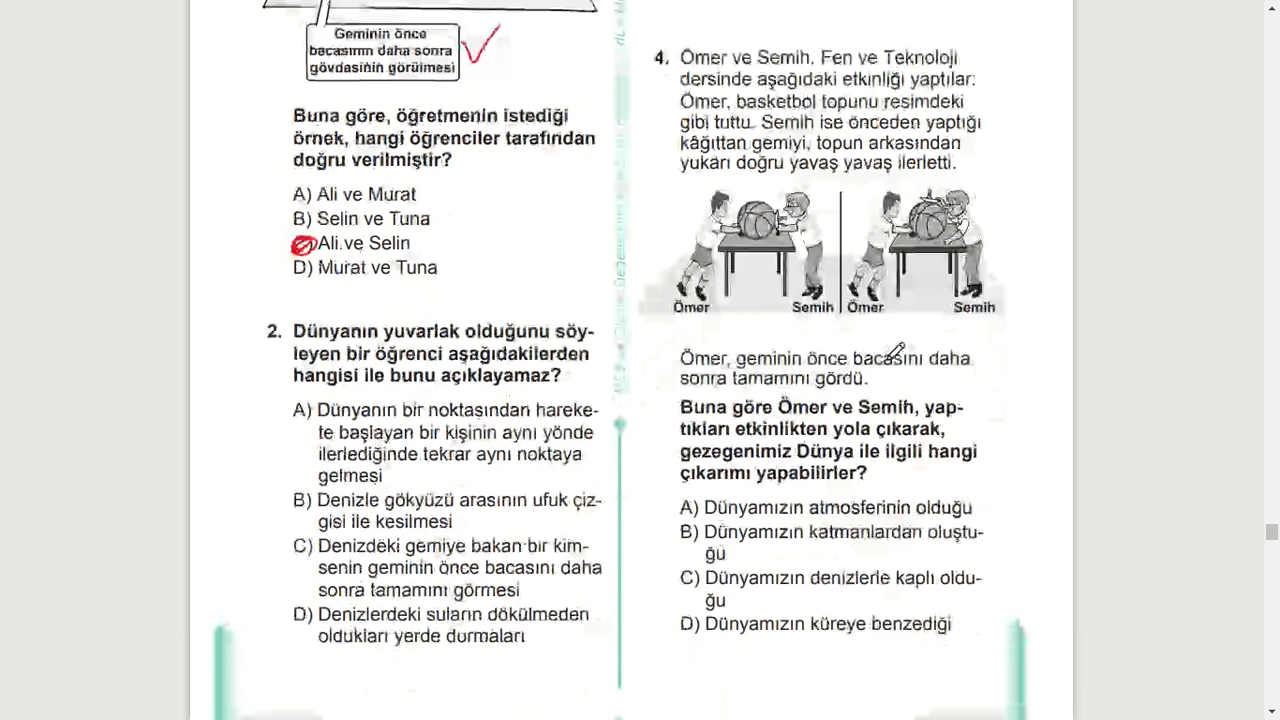 Geminin önce
bacasının daha sonra
gövdasinin görülmesi
Buna göre, öğretmenin istediği
örnek, hangi öğrenciler tarafından
doğru verilmiştir?
A) Ali ve Murat
B) Selin ve Tuna
Ali ve Selin
D) Murat ve Tuna
2. Dünyanın yuvarlak olduğunu söy-
leyen bir öğrenci aşağıdakilerden
hangisi ile bunu açıklayamaz?
A) Dünyanın bir noktasından hareke-
te başlayan bir kişinin aynı yönde
ilerlediğinde tekrar aynı noktaya
gelmesi
B) Denizle gökyüzü arasının ufuk çiz-
gisi ile kesilmesi
C) Denizdeki gemiye bakan bir kim-
senin geminin önce bacasını daha
sonra tamamını görmesi
D) Denizlerdeki suların dökülmeden
oldukları yerde durmaları
4. Ömer ve Semih, Fen ve Teknoloji
dersinde aşağıdaki etkinliği yaptılar:
Ömer, basketbol topunu resimdeki
gibi tuttu. Semih ise önceden yaptığı
kâğıttan gemiyi, topun arkasından
yukarı doğru yavaş yavaş ilerletti.
Ömer Semih Ömer Semih
Ömer, geminin önce bacasını daha
sonra tamamını gördü.
Buna göre Ömer ve Semih, yap-
tıkları etkinlikten yola çıkarak,
gezegenimiz Dünya ile ilgili hangi
çıkarımı yapabilirler?
A) Dünyamızın atmosferinin olduğu
B) Dünyamızın katmanlardan oluştu-
ğu
C) Dünyamızın denizlerle kaplı oldu-
ğu
D) Dünyamızın küreye benzediği